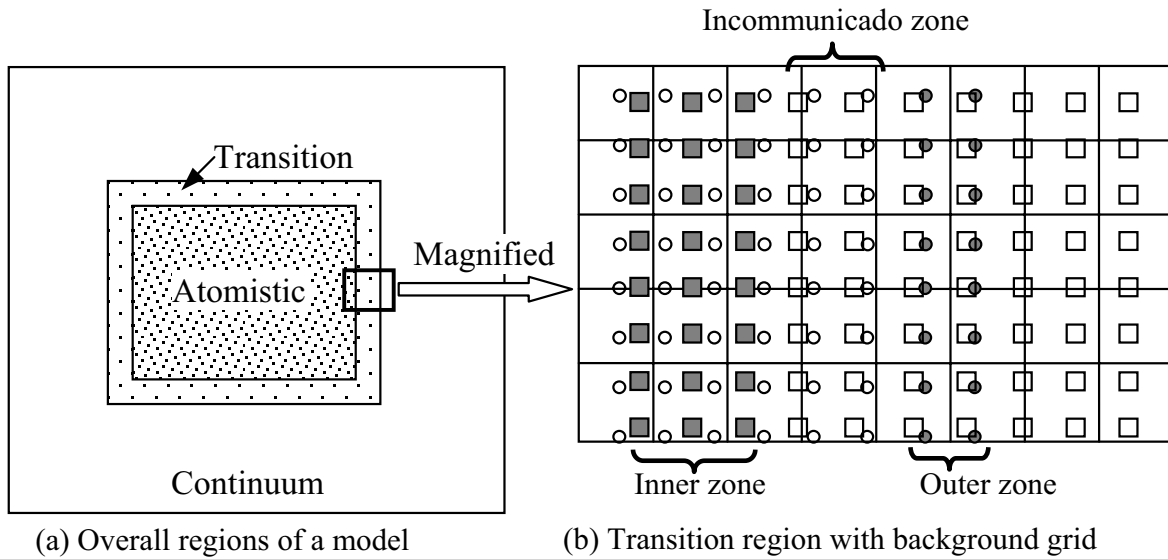 Incommunicado zone
Transition
Magnified
Atomistic
Continuum
Inner zone
Outer zone
(a) Overall regions of a model
(b) Transition region with background grid